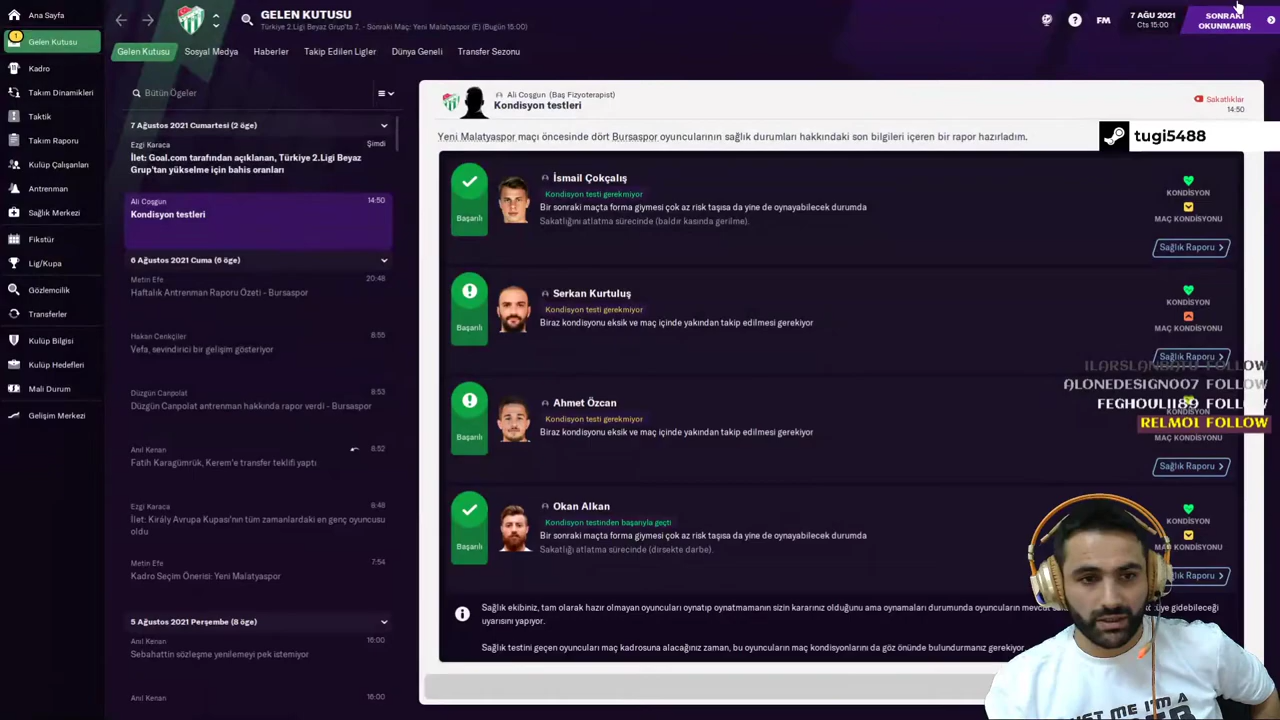 Ana Sayfa
1
Gelen Kutusu
Kadro
Takım Dinamikleri
Taktik
Takım Raporu
Kulüp Çalışanları
Antrenman
Sağlık Merkezi
Fikstür
Lig/Kupa
Gözlemcilik
Transferler
Kulüp Bilgisi
Kulüp Hedefleri
Mali Durum
Gelişim Merkezi
GELEN KUTUSU
Türkiye 2.Ligi Beyaz Grup'ta 7. - Sonraki Maç: Yeni Malatyaspor (E) (Bugün 15:00)
?
FM
7 AĞU 2021
Cts 15:00
SONRAKİ
OKUNMAMIŞ
Gelen Kutusu
Sosyal Medya
Haberler
Takip Edilen Ligler
Dünya Geneli
Transfer Sezonu
Bütün Ögeler
7 Ağustos 2021 Cumartesi (2 öge)
Ezgi Karaca
Şimdi
İlet: Goal.com tarafından açıklanan, Türkiye 2.Ligi Beyaz
Grup'tan yükselme için bahis oranları
Ali Coşgun
14:50
Kondisyon testleri
6 Ağustos 2021 Cuma (6 öge)
Metin Efe
20:48
Haftalık Antrenman Raporu Özeti - Bursaspor
Hakan Cenkçiler
8:55
Vefa, sevindirici bir gelişim gösteriyor
Düzgün Canpolat
8:53
Düzgün Canpolat antrenman hakkında rapor verdi - Bursaspor
Anıl Kenan
8:52
Fatih Karagümrük, Kerem'e transfer teklifi yaptı
Ezgi Karaca
8:48
İlet: Király Avrupa Kupası'nın tüm zamanlardaki en genç oyuncusu
oldu
Metin Efe
7:54
Kadro Seçim Önerisi: Yeni Malatyaspor
5 Ağustos 2021 Perşembe (8 öge)
Anıl Kenan
16:00
Sebahattin sözleşme yenilemeyi pek istemiyor
Anıl Kenan
16:00
Ali Coşgun (Baş Fizyoterapist)
Kondisyon testleri
Sakatlıklar
14:50
Yeni Malatyaspor maçı öncesinde dört Bursaspor oyuncularının sağlık durumları hakkındaki son bilgileri içeren bir rapor hazırladım.
tugi5488
Başarılı
İsmail Çokçalış
Kondisyon testi gerekmiyor
Bir sonraki maçta forma giymesi çok az risk taşısa da yine de oynayabilecek durumda
Sakatlığını atlatma sürecinde (baldır kasında gerilme).
KONDİSYON
MAÇ KONDİSYONU
Sağlık Raporu
Başarılı
Serkan Kurtuluş
Kondisyon testi gerekmiyor
Biraz kondisyonu eksik ve maç içinde yakından takip edilmesi gerekiyor
KONDİSYON
MAÇ KONDİSYONU
Sağlık Raporu
ILARSLANBATU FOLLOW
ALONEDESIGN007 FOLLOW
FEGHOULI189 FOLLOW
RELMO1 FOLLOW
Başarılı
Ahmet Özcan
Kondisyon testi gerekmiyor
Biraz kondisyonu eksik ve maç içinde yakından takip edilmesi gerekiyor
KONDİSYON
MAÇ KONDİSYONU
Sağlık Raporu
Başarılı
Okan Alkan
Kondisyon testinden başarıyla geçti
Bir sonraki maçta forma giymesi çok az risk taşısa da yine de oynayabilecek durumda
Sakatlığı atlatma sürecinde (dirsekte darbe).
KONDİSYON
MAÇ KONDİSYONU
Raporu
Sağlık ekibiniz, tam olarak hazır olmayan oyuncuları oynatıp oynatmamanın sizin kararınız olduğunu ama oynamaları durumunda oyuncuların gidebileceği
uyarısını yapıyor.
Sağlık testini geçen oyuncuları maç kadrosuna alacağınız zaman, bu oyuncuların maç kondisyonlarını da göz önünde bulundurmanız gerekiyor.
ME I'M A